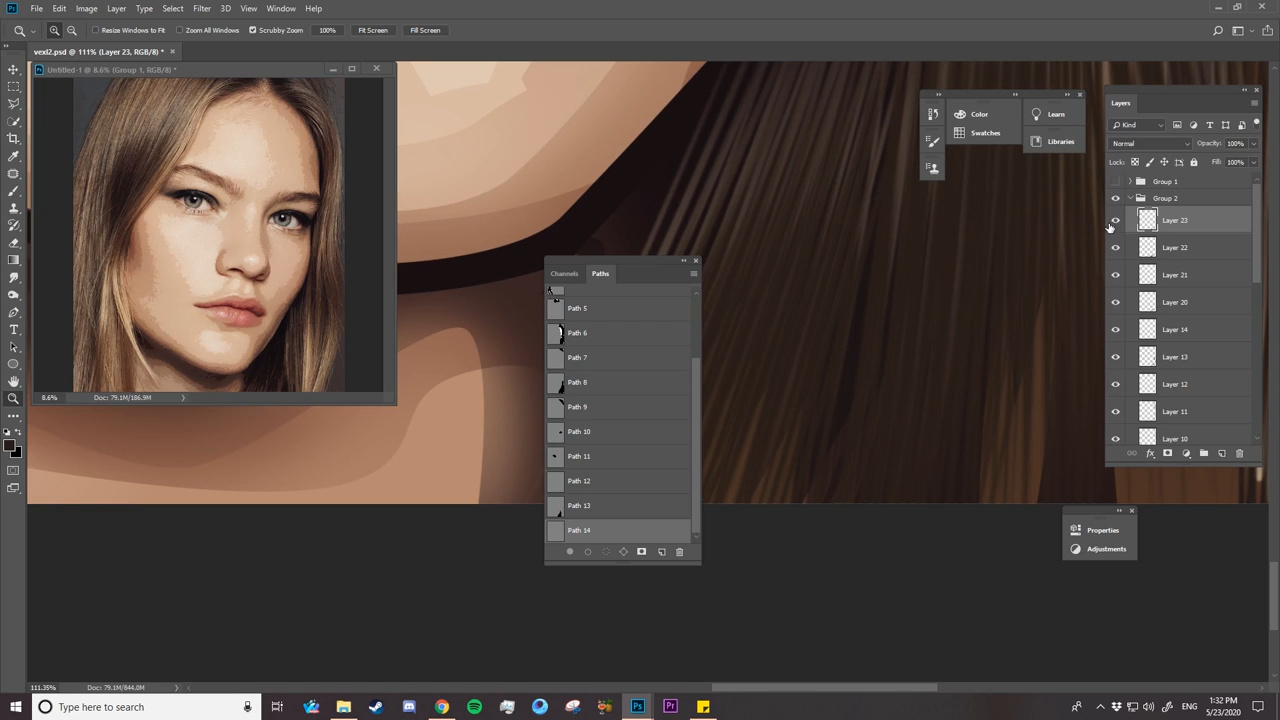 Ps File Edit Image Layer Type Select Filter 3D View Window Help
Resize Windows to Fit Zoom All Windows Scrubby Zoom 100% Fit Screen Fill Screen
vexl2.psd @ 111% (Layer 23, RGB/8) *
Untitled-1 @ 8.6% (Group 1, RGB/8) *
8.6% Doc: 79.1M/186.9M
Color
Swatches
Learn
Libraries
Layers
Kind
Normal Opacity: 100%
Lock: Fill: 100%
Group 1
Group 2
Layer 23
Layer 22
Layer 21
Layer 20
Layer 14
Layer 13
Layer 12
Layer 11
Layer 10
Channels Paths
Path 5
Path 6
Path 7
Path 8
Path 9
Path 10
Path 11
Path 12
Path 13
Path 14
Properties
Adjustments
111.35% Doc: 79.1M/844.0M
Type here to search
Ps
Pr
1:32 PM
5/23/2020